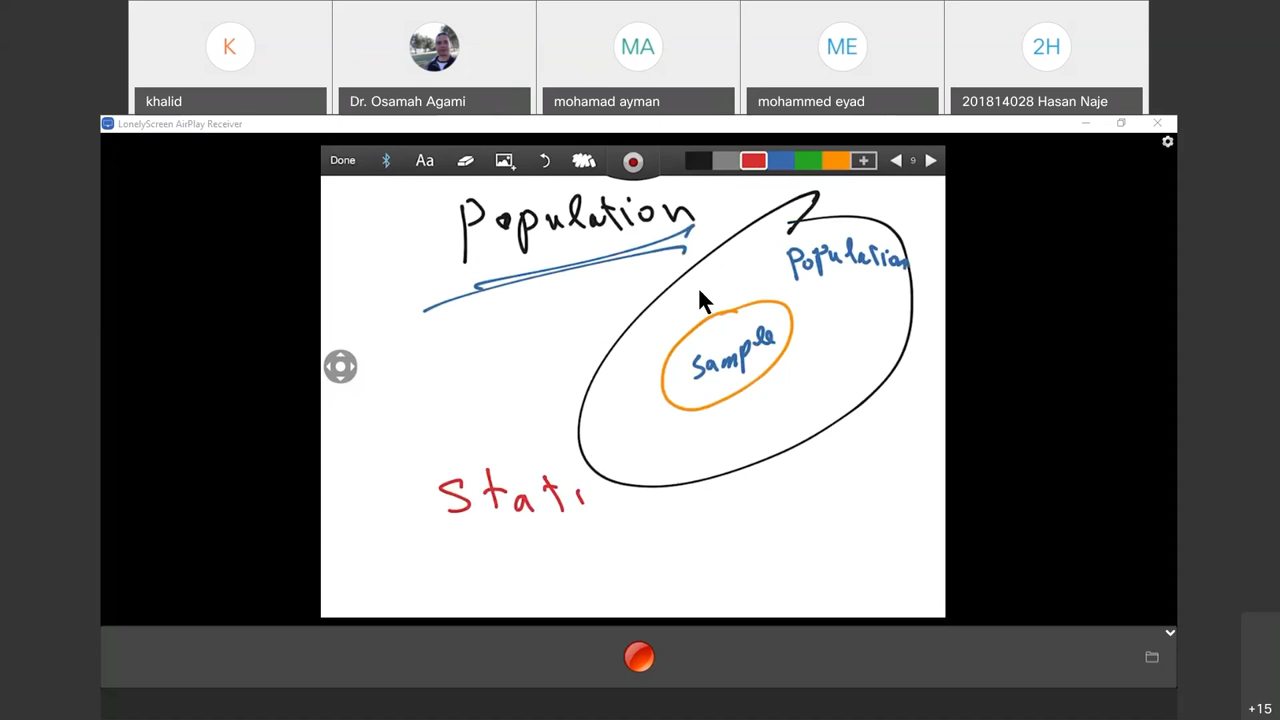 K
MA
ME
2H
khalid
Dr. Osamah Agami
mohamad ayman
mohammed eyad
201814028 Hasan Naje
LonelyScreen AirPlay Receiver
Done
Aa
9
Population
Population
Sample
Stati
+15